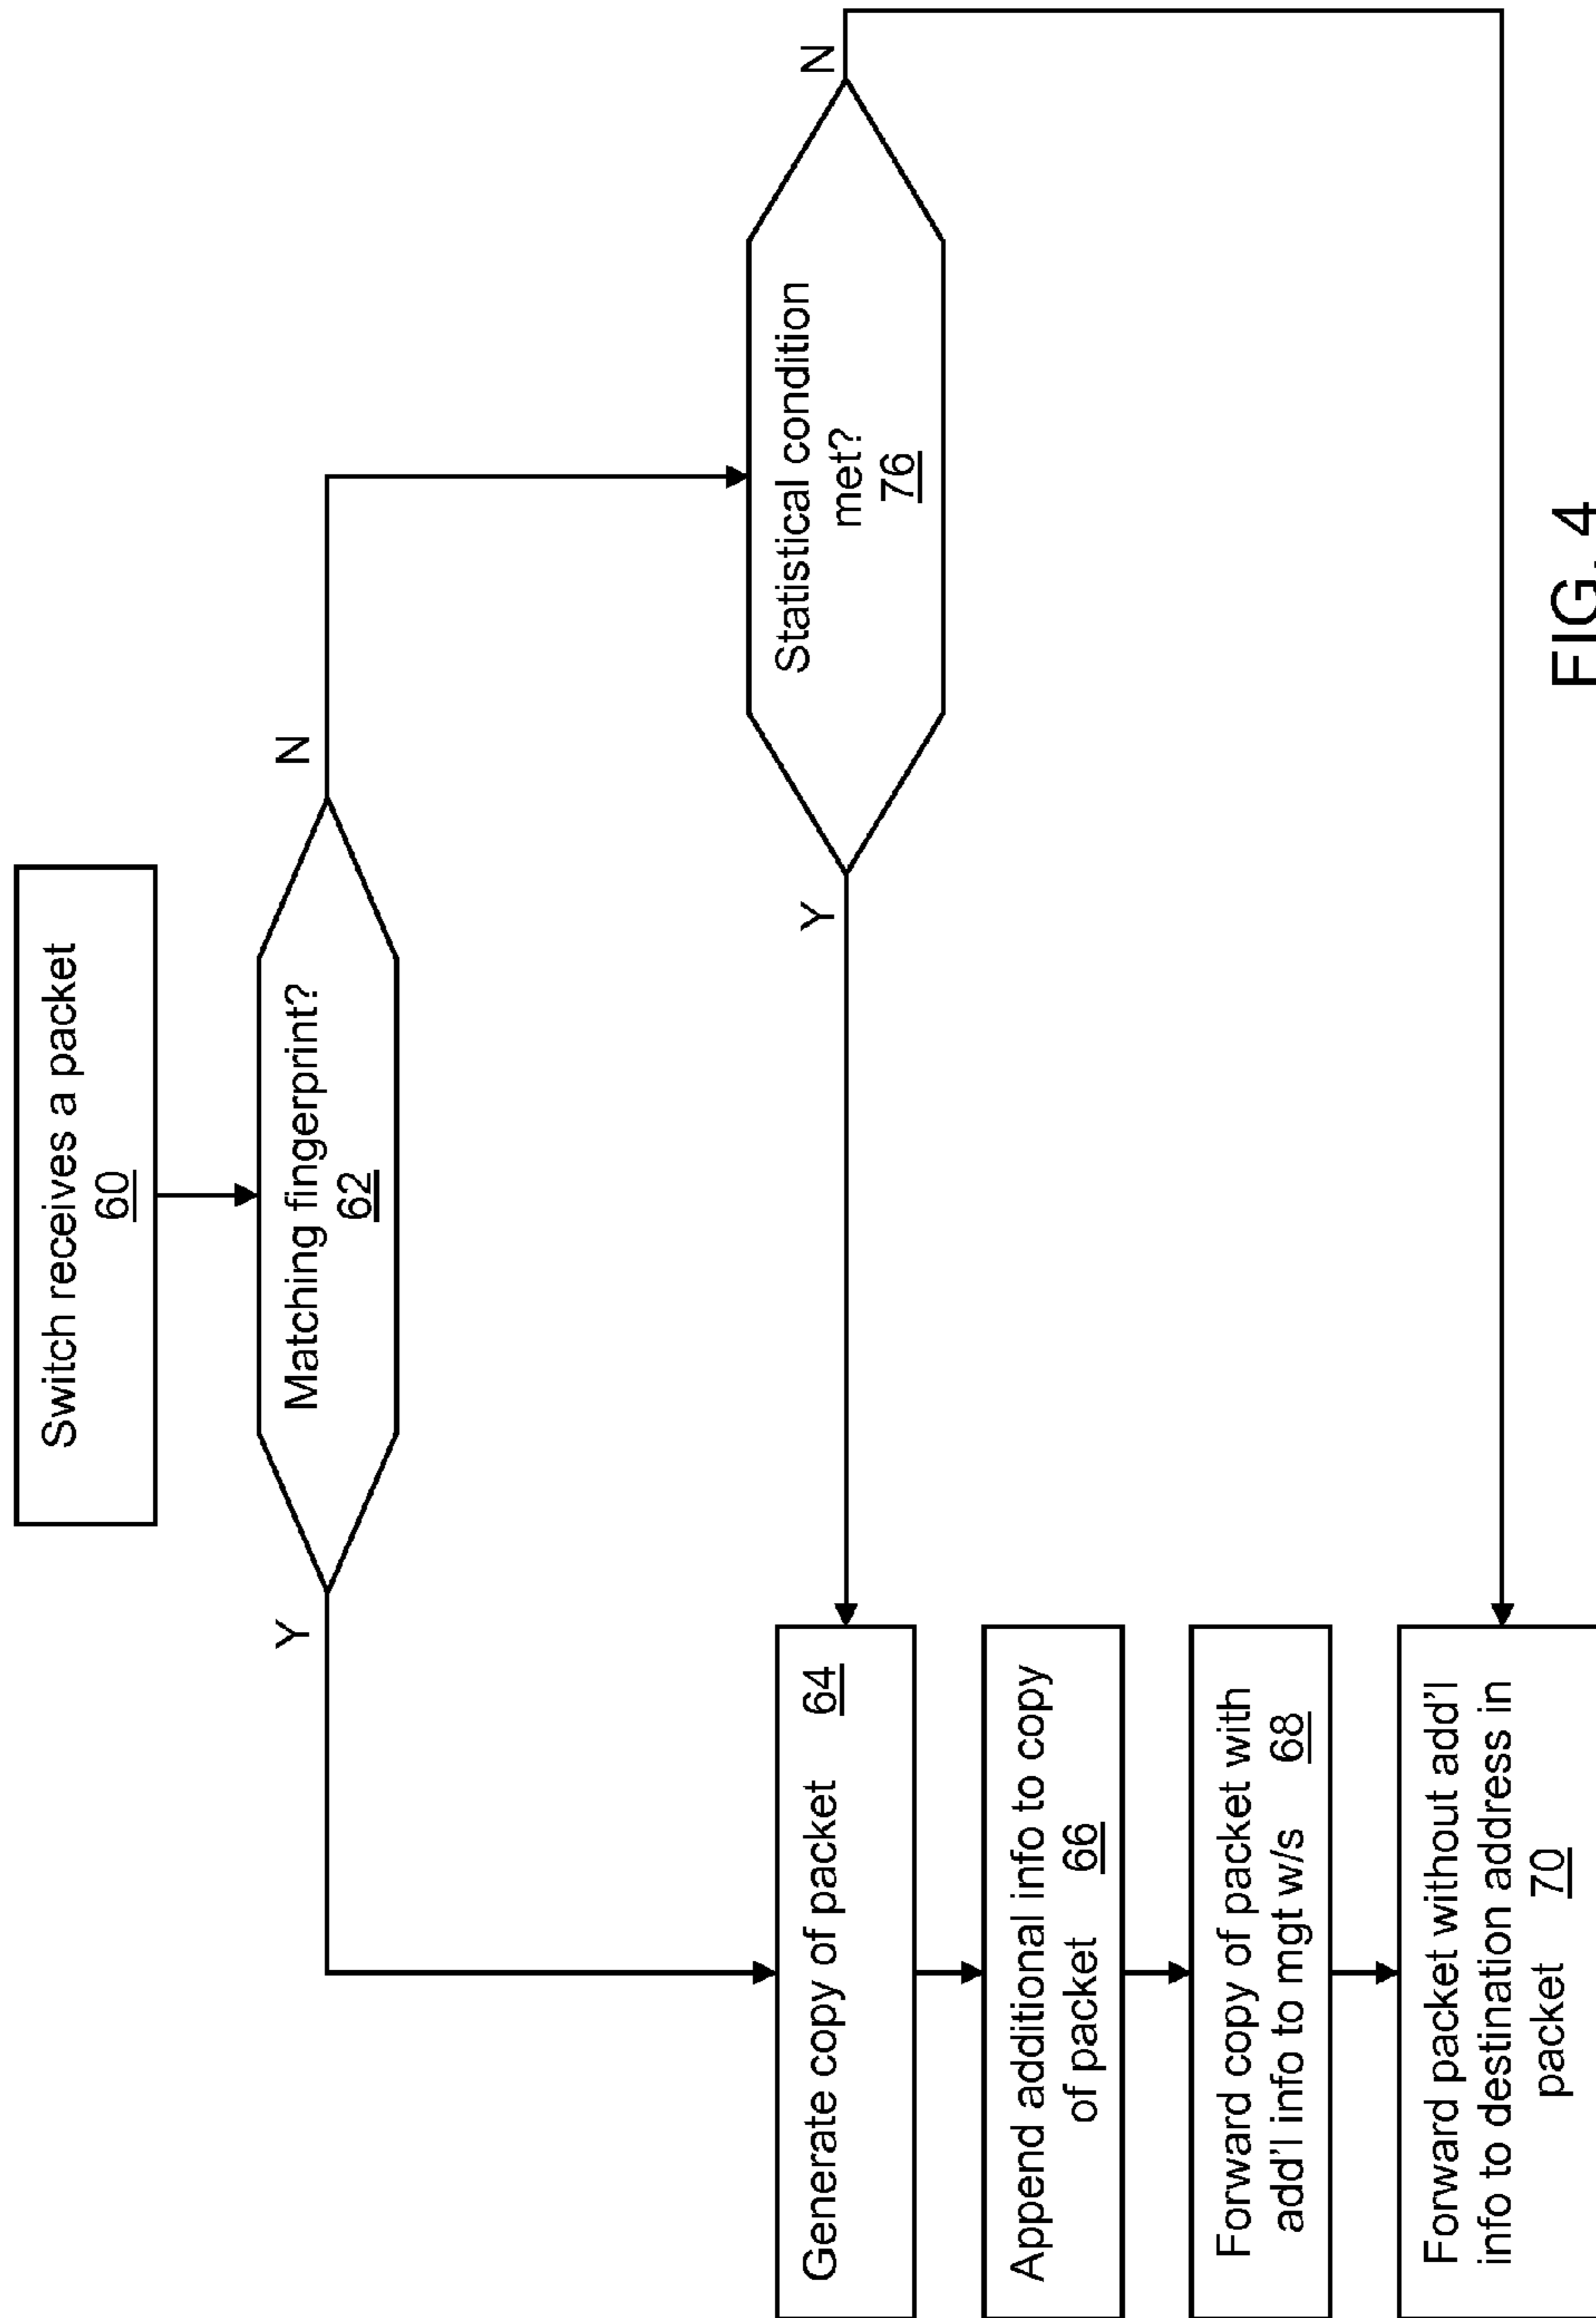 Switch receives a packet
60
Matching fingerprint?
62
Y
N
Statistical condition
met?
76
Y
N
Generate copy of packet 64
Append additional info to copy
of packet 66
Forward copy of packet with
add'l info to mgt w/s 68
Forward packet without add'l
info to destination address in
packet 70
FIG. 4